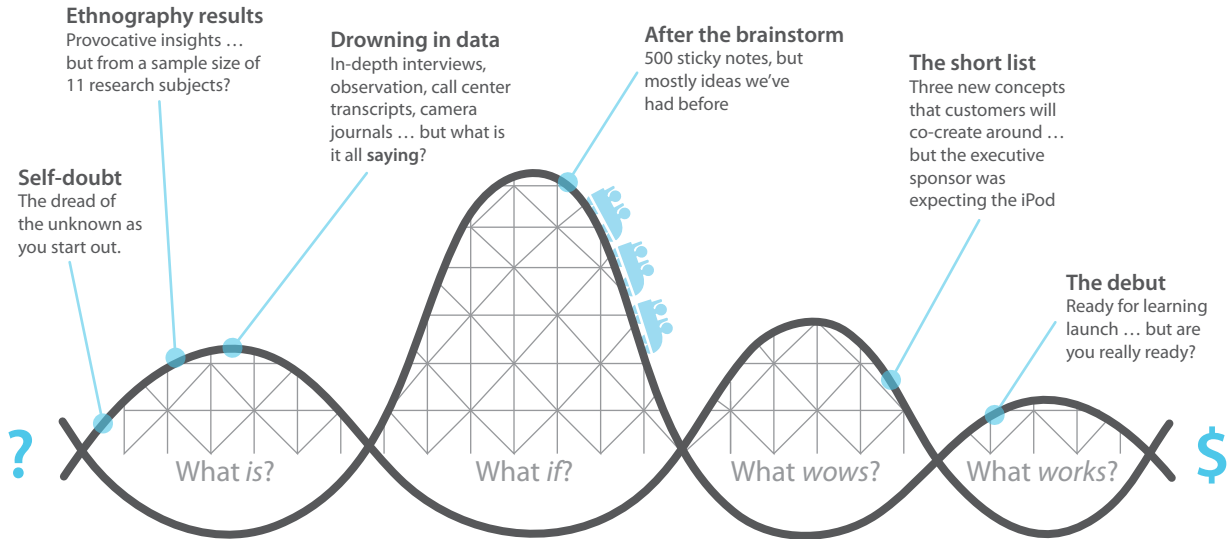 Ethnography results
Provocative insights …
but from a sample size of
11 research subjects?
Drowning in data
In-depth interviews,
observation, call center
transcripts, camera
journals … but what is
it all saying?
After the brainstorm
500 sticky notes, but
mostly ideas we’ve
had before
The short list
Three new concepts
that customers will
co-create around …
but the executive
sponsor was
expecting the iPod
Self-doubt
The dread of
the unknown as
you start out.
The debut
Ready for learning
launch … but are
you really ready?
?
What is?
What if?
What wows?
What works?
$